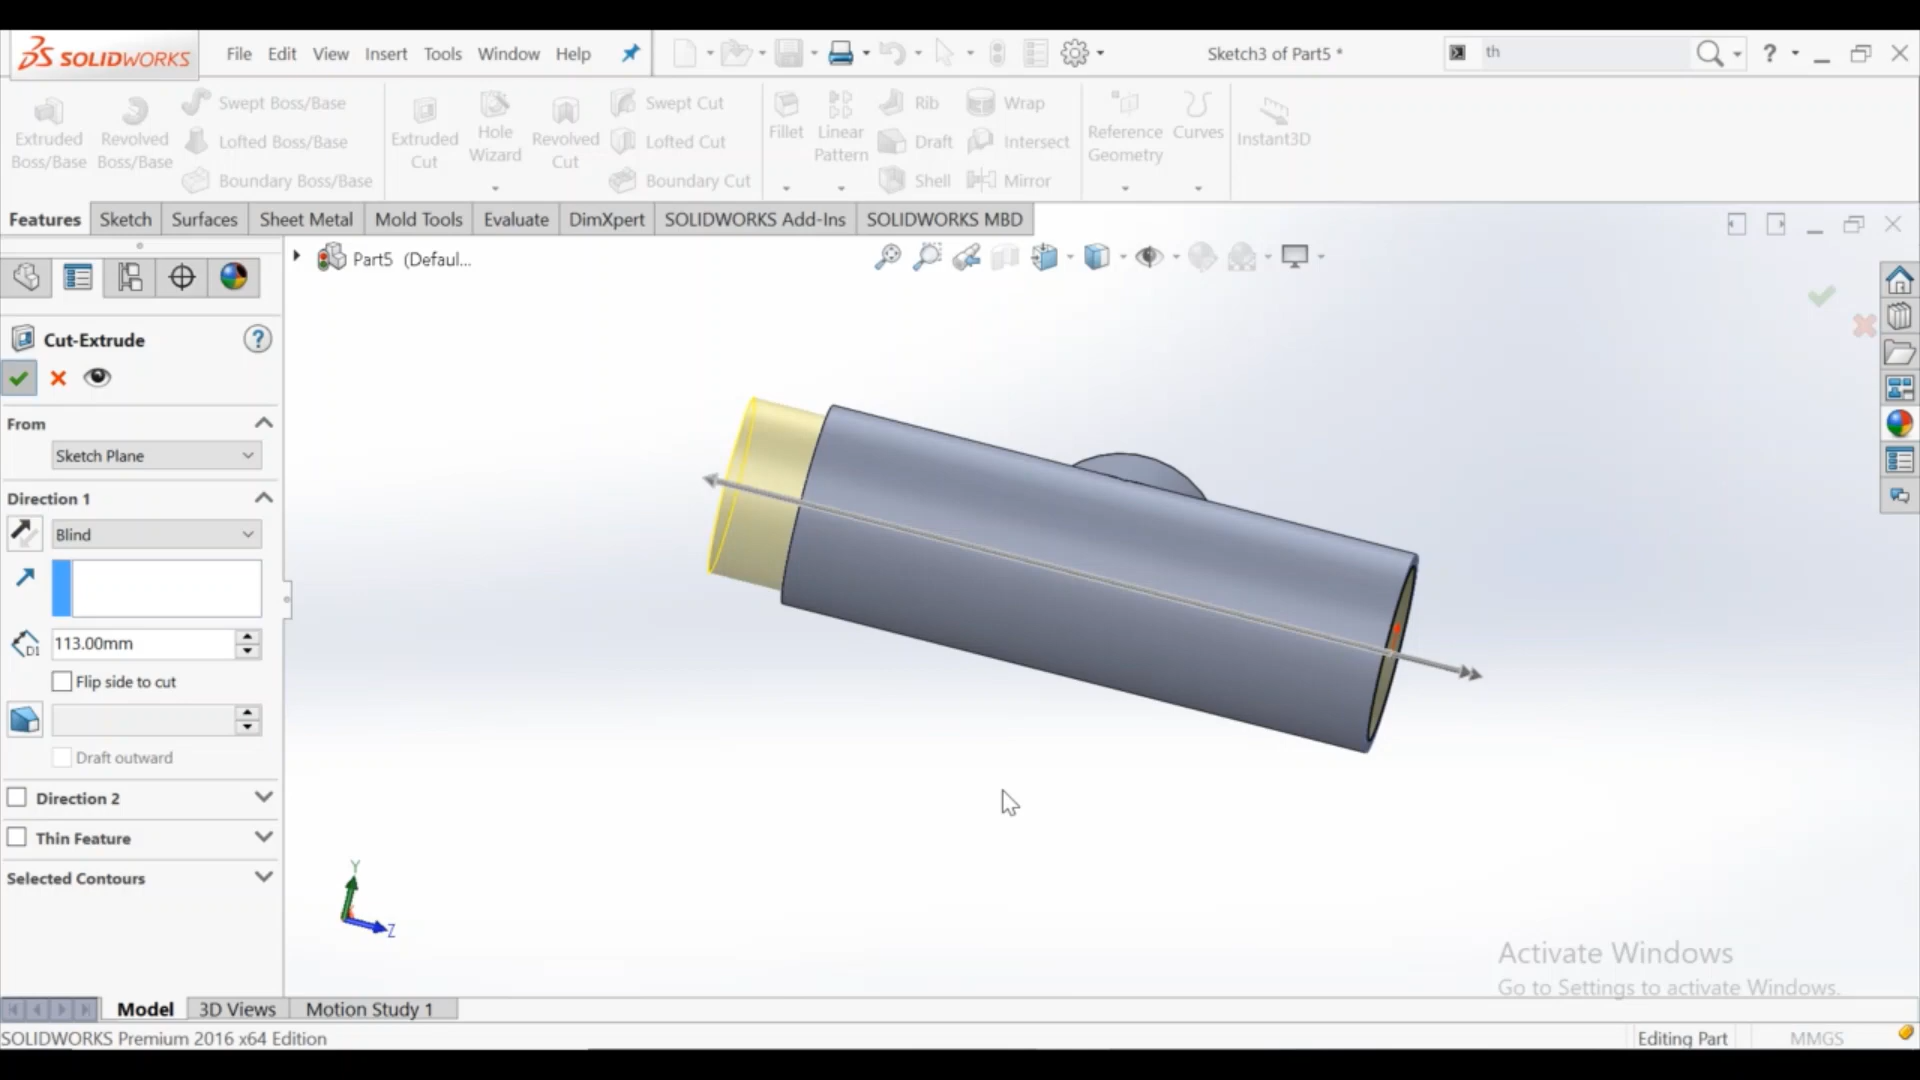 SOLIDWORKS File Edit View Insert Tools Window Help Sketch3 of Part5 * th ?
Extruded Boss/Base
Revolved Boss/Base
Swept Boss/Base
Lofted Boss/Base
Boundary Boss/Base
Extruded Cut
Hole Wizard
Revolved Cut
Swept Cut
Lofted Cut
Boundary Cut
Fillet
Linear Pattern
Rib
Draft
Shell
Wrap
Intersect
Mirror
Reference Geometry
Curves
Instant3D
Features Sketch Surfaces Sheet Metal Mold Tools Evaluate DimXpert SOLIDWORKS Add-Ins SOLIDWORKS MBD
Part5 (Defaul...
Cut-Extrude ?
From
Sketch Plane
Direction 1
Blind
D1 113.00mm
Flip side to cut
Draft outward
Direction 2
Thin Feature
Selected Contours
Y
Z
Activate Windows
Go to Settings to activate Windows.
Model 3D Views Motion Study 1
SOLIDWORKS Premium 2016 x64 Edition Editing Part MMGS